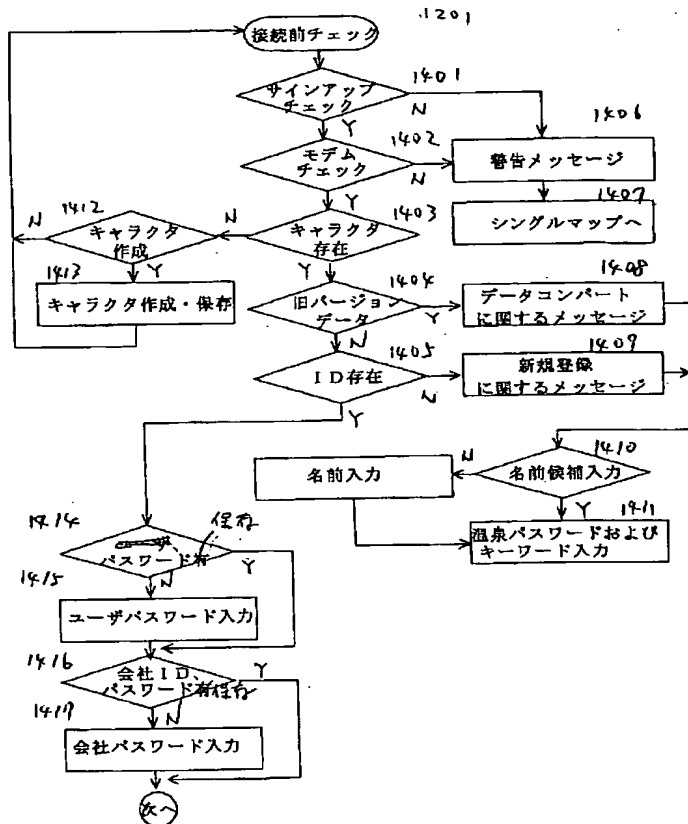 1201
接続前チェック
1401
サインアップ
チェック
N
Y
1402
1406
モデム
チェック
N
警告メッセージ
Y
1407
シングルマップへ
1403
キャラクタ
存在
N
Y
1412
キャラクタ
作成
N
Y
1413
キャラクタ作成・保存
1404
旧バージョン
データ
Y
N
1408
データコンバート
に関するメッセージ
1405
ID存在
N
Y
1409
新規登録
に関するメッセージ
1410
名前候補入力
N
Y
名前入力
1411
温泉パスワードおよび
キーワード入力
1414
保存
パスワード有
Y
N
1415
ユーザパスワード入力
1416
会社ID、
パスワード有保存
Y
N
1417
会社パスワード入力
次へ